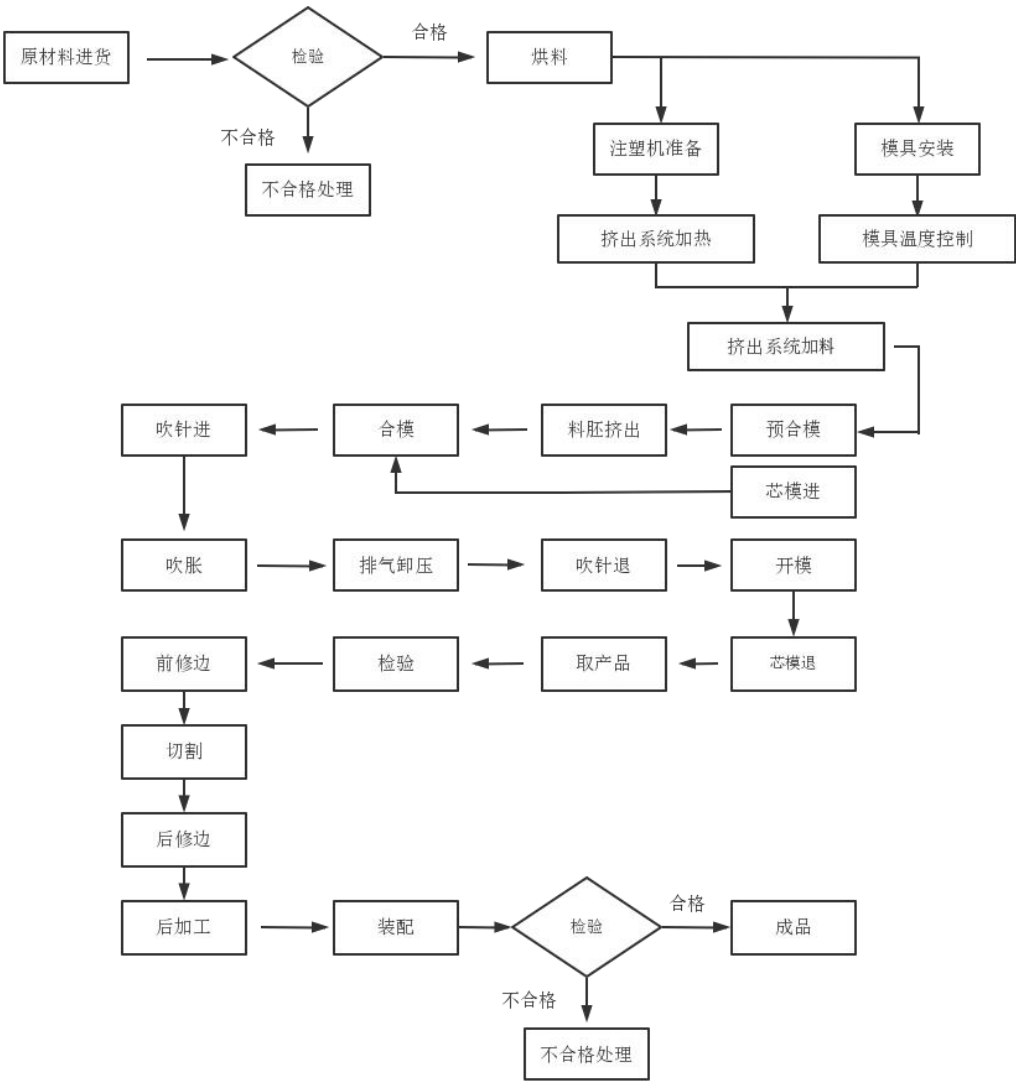 原材料进货
检验
合格
烘料
不合格
不合格处理
注塑机准备
模具安装
挤出系统加热
模具温度控制
挤出系统加料
吹针进
合模
料胚挤出
预合模
芯模进
吹胀
排气卸压
吹针退
开模
前修边
检验
取产品
芯模退
切割
后修边
后加工
装配
检验
合格
成品
不合格
不合格处理